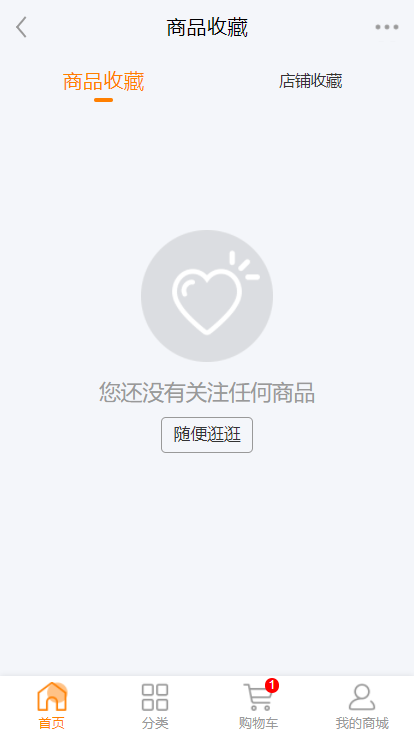 商品收藏
商品收藏
店铺收藏
您还没有关注任何商品
随便逛逛
1
首页
分类
购物车
我的商城